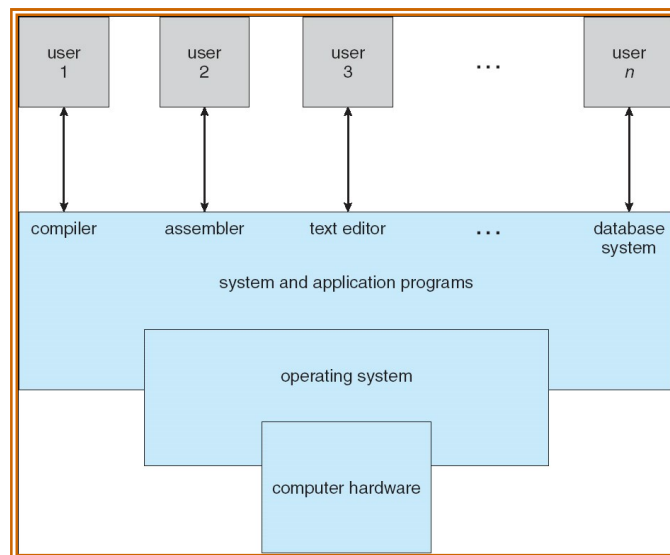 user
1
user
2
user
3
...
user
n
compiler
assembler
text editor
...
database
system
system and application programs
operating system
computer hardware